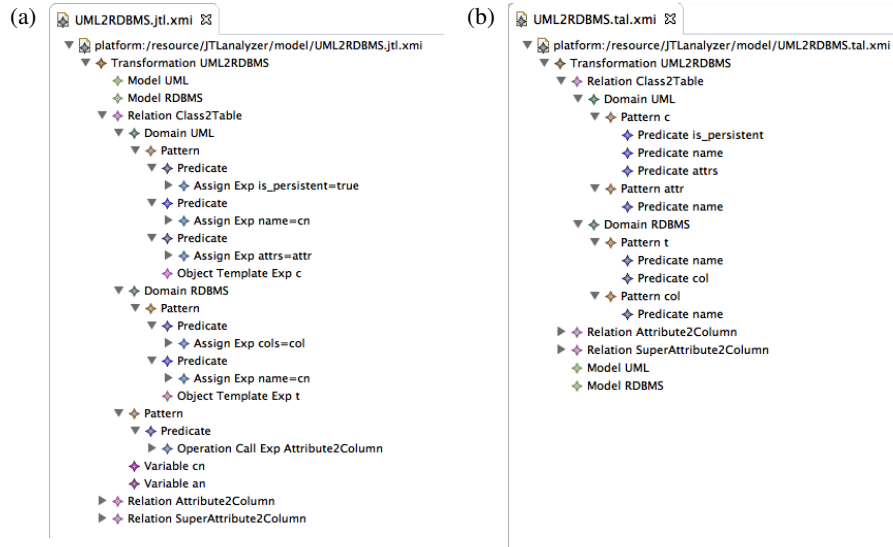 (a)
UML2RDBMS.jtl.xmi
platform:/resource/JTLanalyzer/model/UML2RDBMS.jtl.xmi
Transformation UML2RDBMS
Model UML
Model RDBMS
Relation Class2Table
Domain UML
Pattern
Predicate
Assign Exp is_persistent=true
Predicate
Assign Exp name=cn
Predicate
Assign Exp attrs=attr
Object Template Exp c
Domain RDBMS
Pattern
Predicate
Assign Exp cols=col
Predicate
Assign Exp name=cn
Object Template Exp t
Pattern
Predicate
Operation Call Exp Attribute2Column
Variable cn
Variable an
Relation Attribute2Column
Relation SuperAttribute2Column
(b)
UML2RDBMS.tal.xmi
platform:/resource/JTLanalyzer/model/UML2RDBMS.tal.xmi
Transformation UML2RDBMS
Relation Class2Table
Domain UML
Pattern c
Predicate is_persistent
Predicate name
Predicate attrs
Pattern attr
Predicate name
Domain RDBMS
Pattern t
Predicate name
Predicate col
Pattern col
Predicate name
Relation Attribute2Column
Relation SuperAttribute2Column
Model UML
Model RDBMS